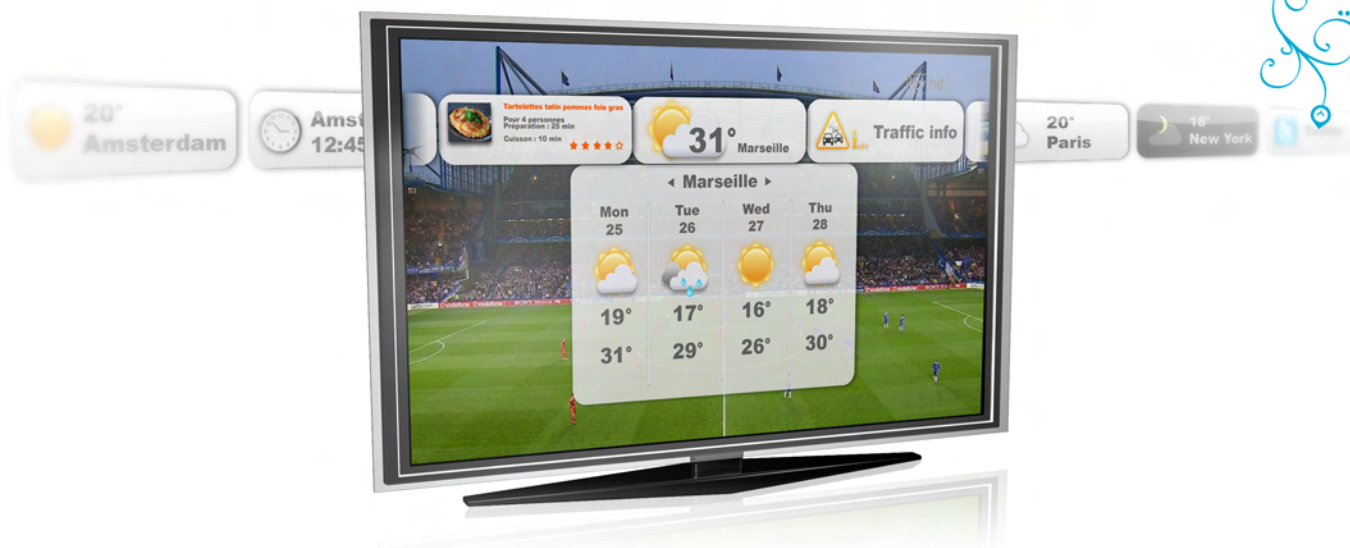 20°
Amsterdam
Amst
12:45
Tartelettes tatin pommes foie gras
Pour 4 personnes
Préparation : 25 min
Cuisson : 10 min
31°
Marseille
Traffic info
20°
Paris
18°
New York
Marseille
Mon
25
Tue
26
Wed
27
Thu
28
19°
17°
16°
18°
31°
29°
26°
30°